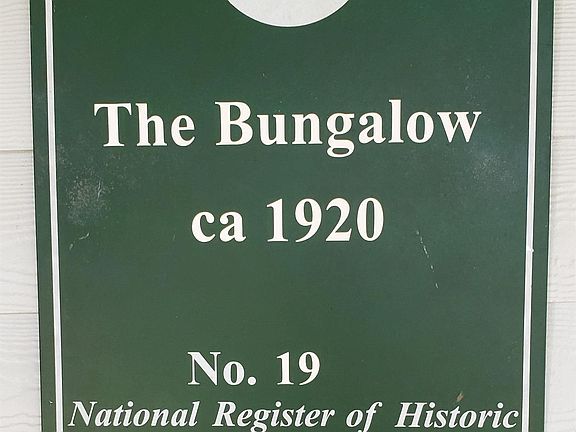 The Bungalow
ca 1920
No. 19
National Register of Historic